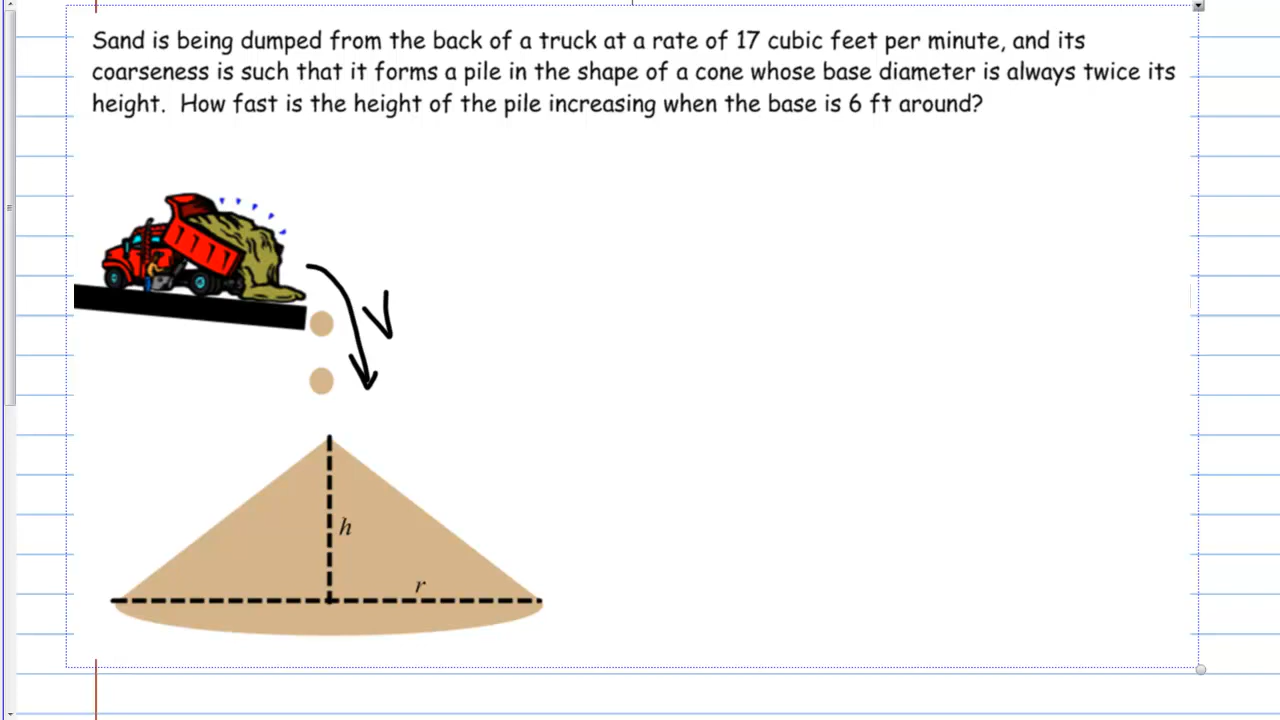 Sand is being dumped from the back of a truck at a rate of 17 cubic feet per minute, and its
coarseness is such that it forms a pile in the shape of a cone whose base diameter is always twice its
height. How fast is the height of the pile increasing when the base is 6 ft around?
V
h
r